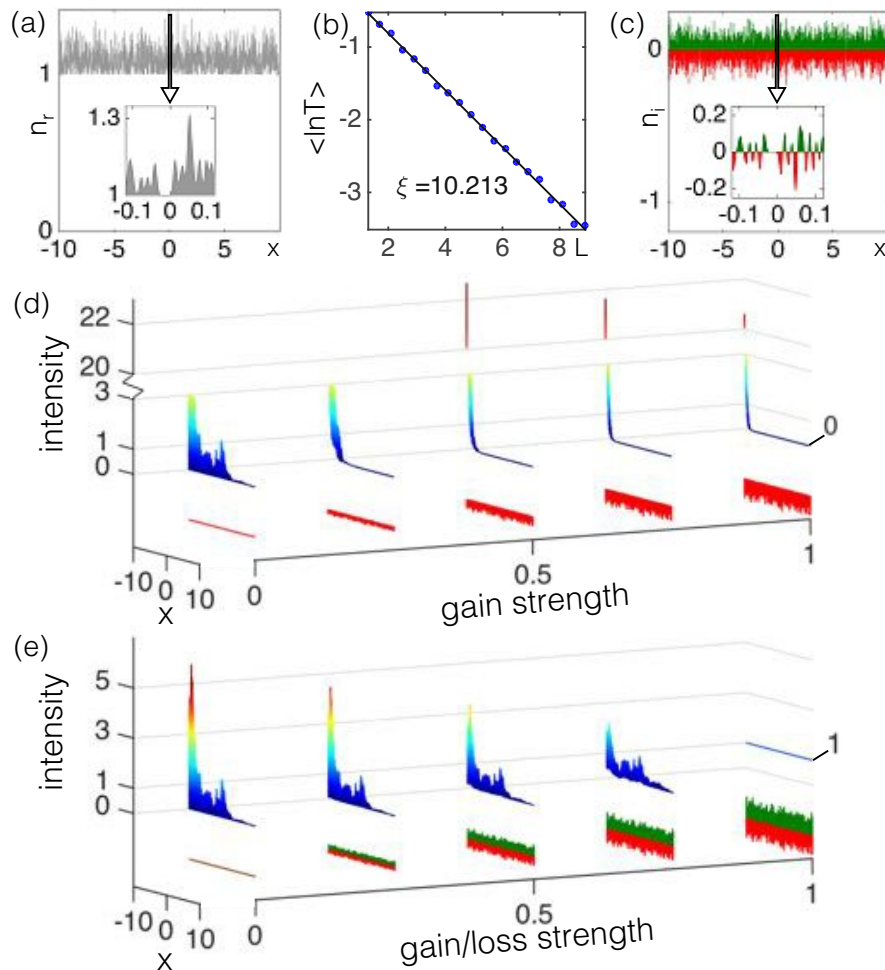 (a)
1
n_r
0
1.3
1
-0.1 0 0.1
-10 -5 0 5 x
(b)
<lnT>
-1
-2
-3
ξ =10.213
2 4 6 8 L
(c)
0
n_i
-1
0.2
0
-0.2
-0.1 0 0.1
-10 -5 0 5 x
(d)
intensity
22
20
3
1
0
0
-10 0 10
x
0 0.5 1
gain strength
(e)
intensity
5
3
1
0
1
-10 0 10
x
0 0.5 1
gain/loss strength